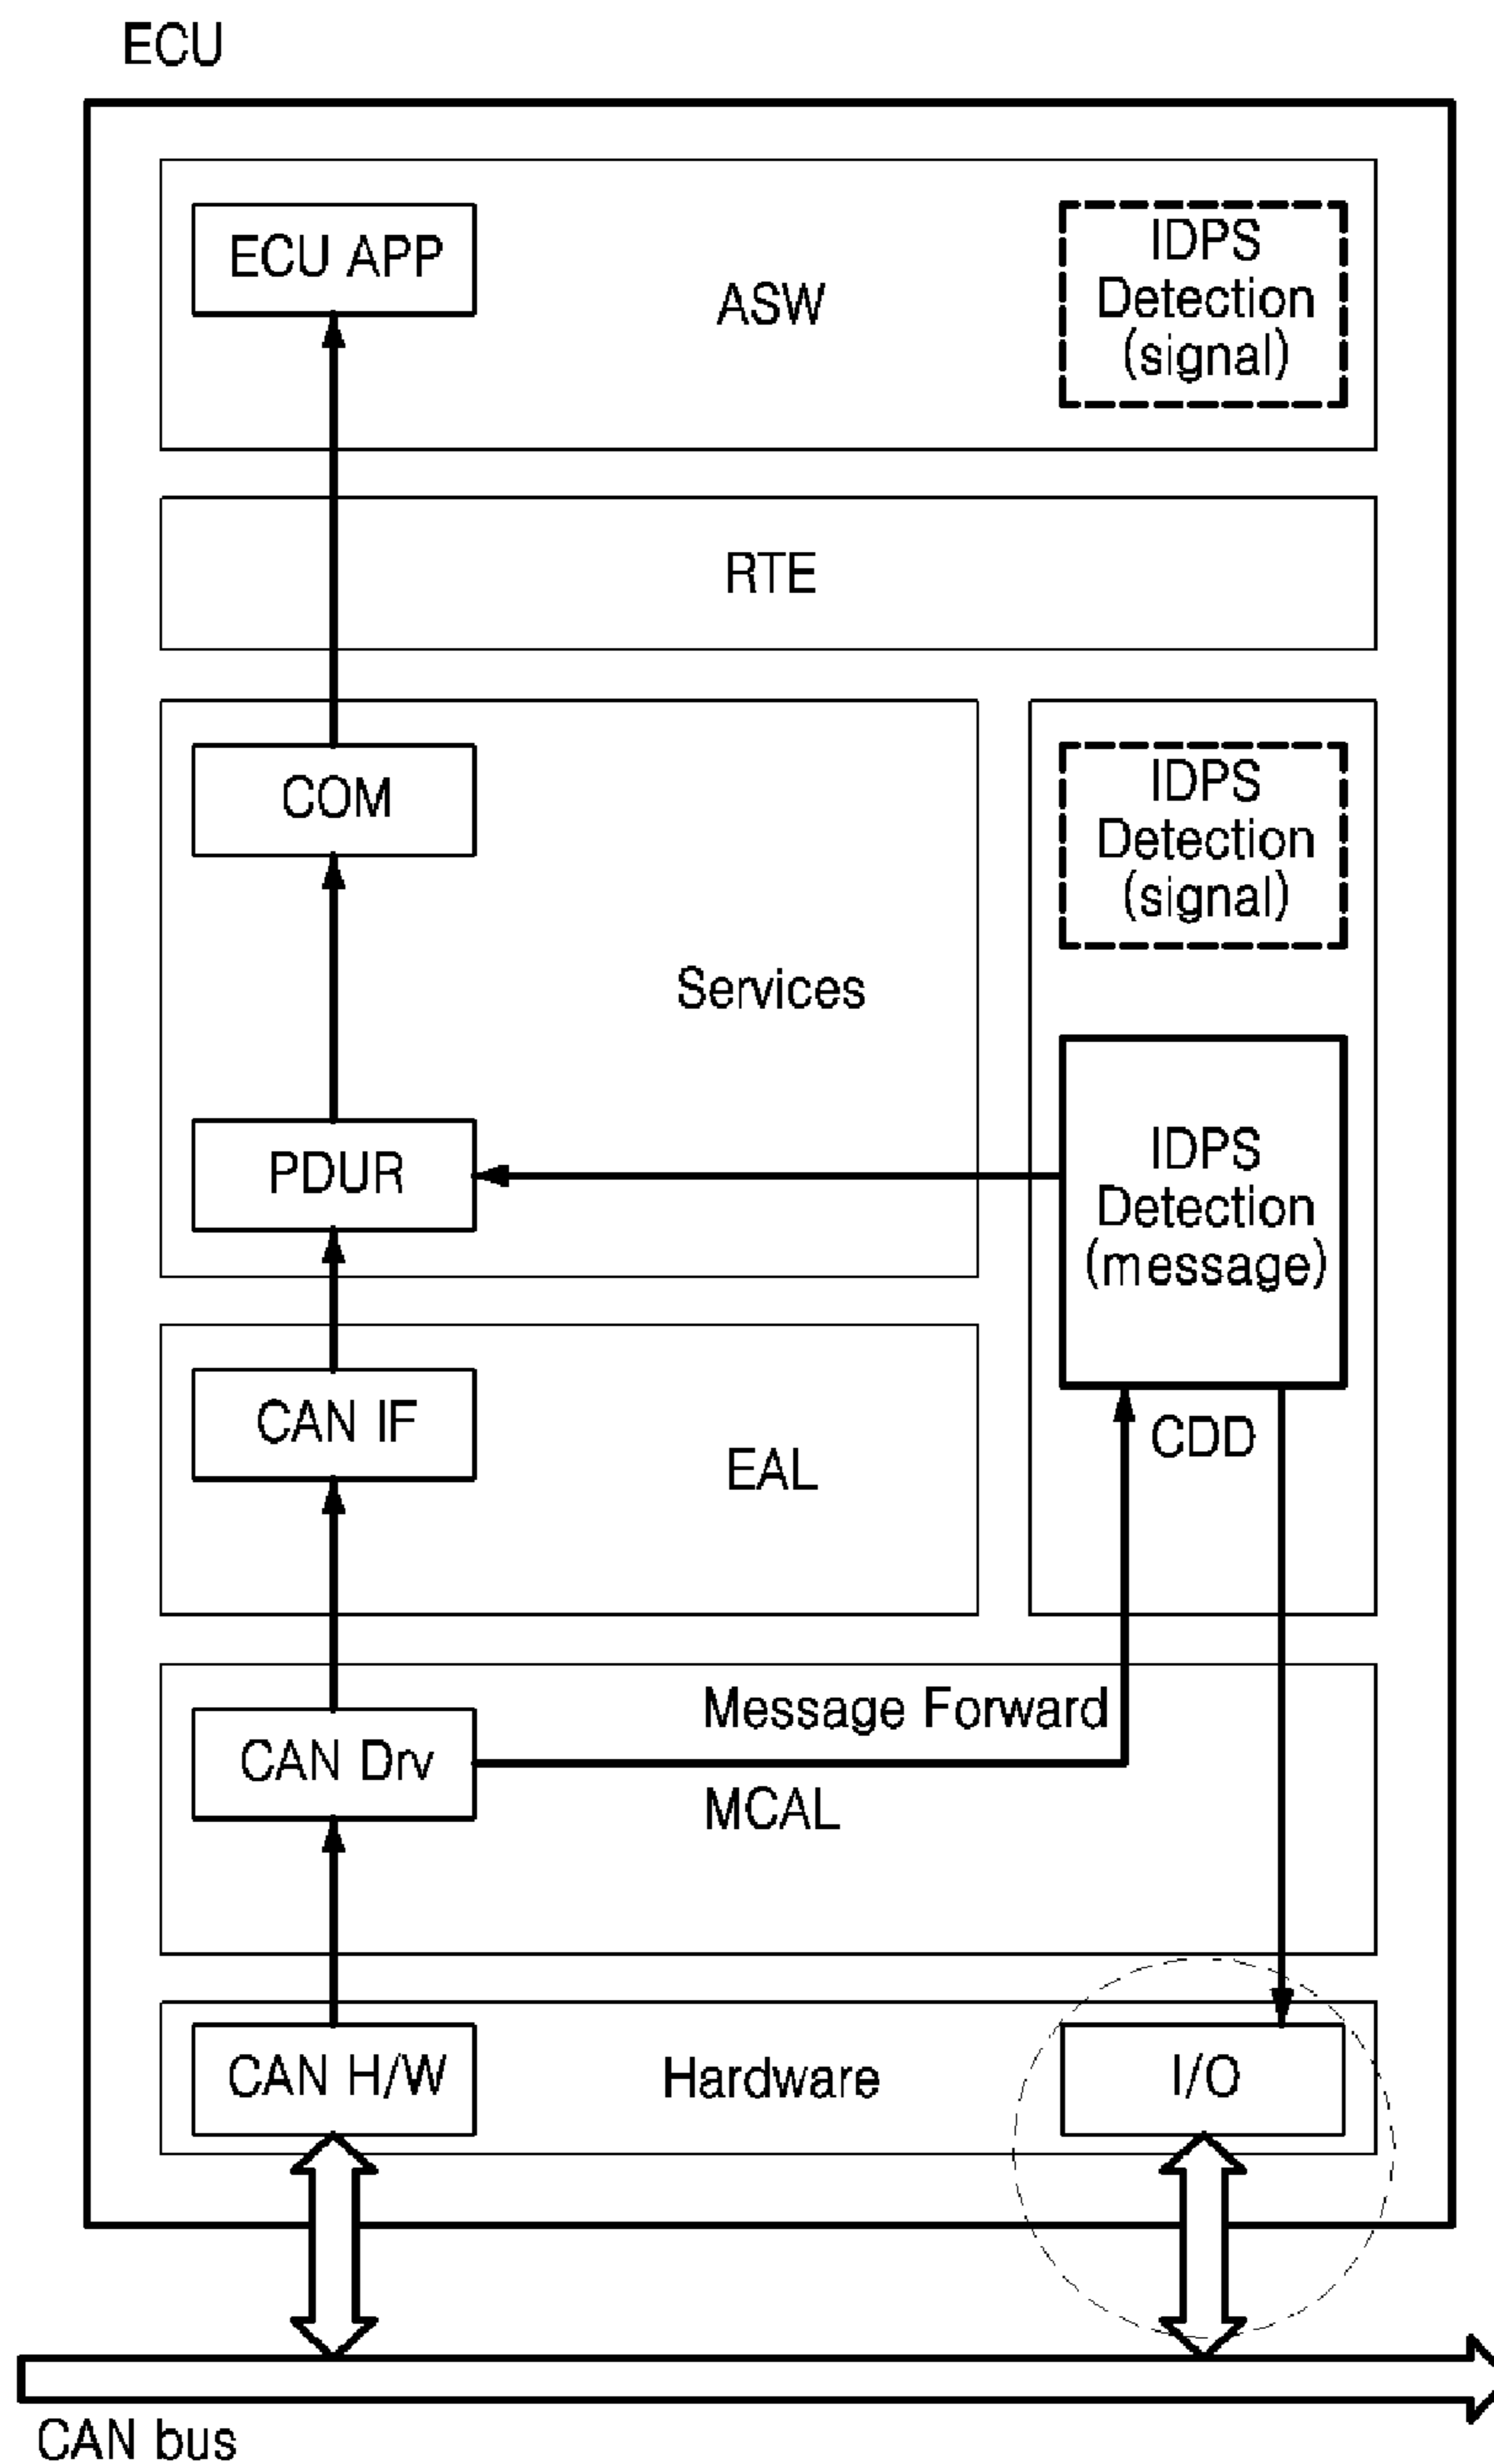 ECU
ECU APP
ASW
IDPS
Detection
(signal)
RTE
COM
Services
PDUR
IDPS
Detection
(signal)
IDPS
Detection
(message)
CDD
CAN IF
EAL
Message Forward
CAN Drv
MCAL
CAN H/W
Hardware
I/O
CAN bus